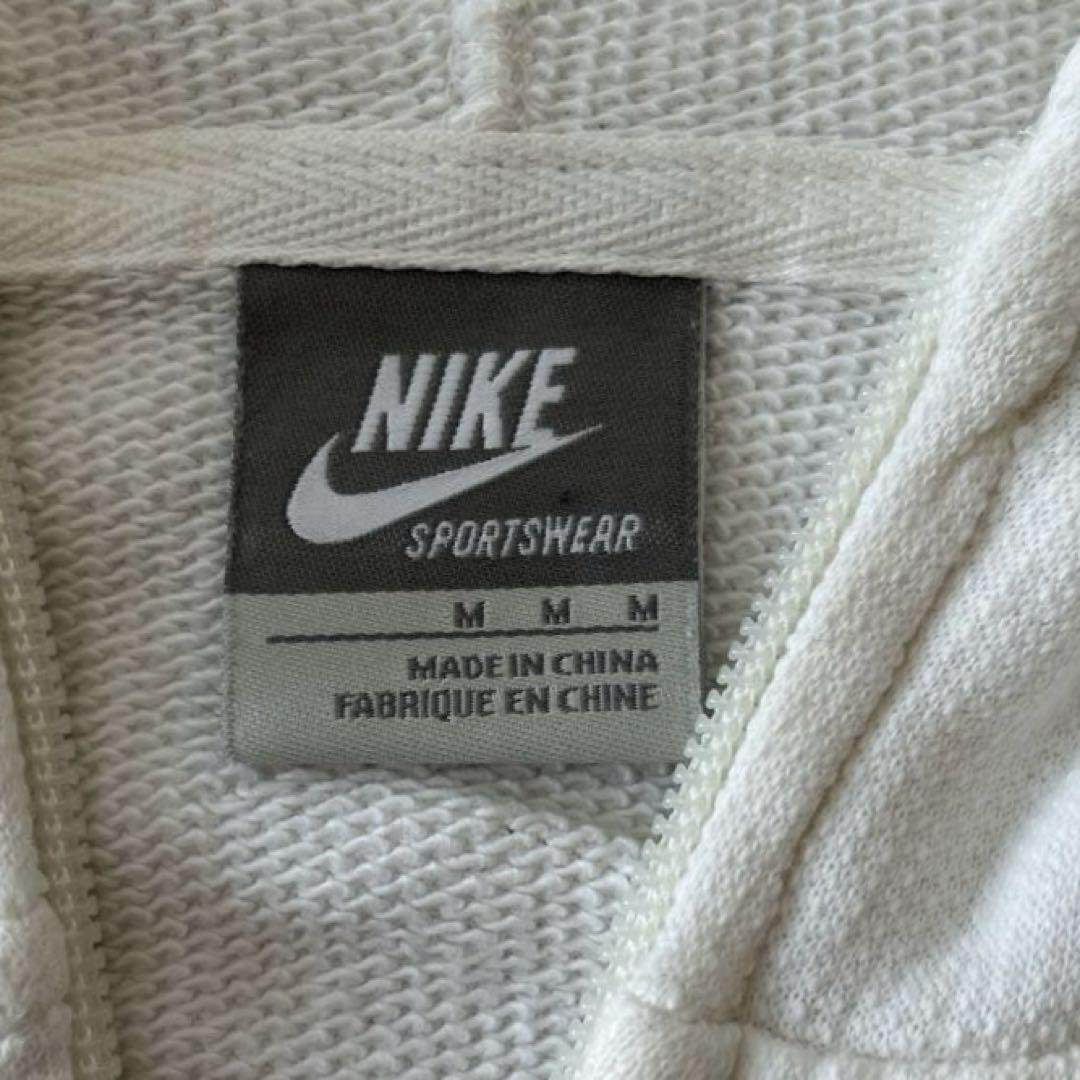 NIKE
SPORTSWEAR
M M M
MADE IN CHINA
FABRIQUE EN CHINE